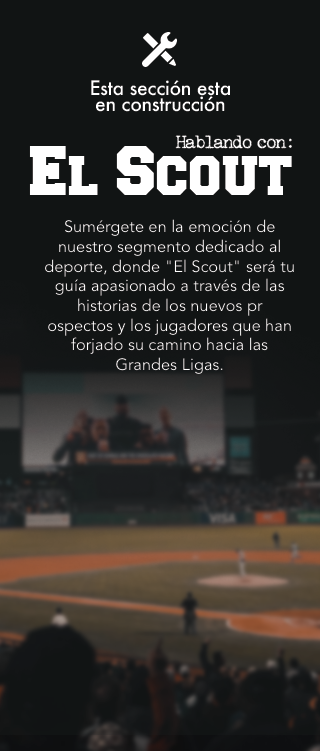 Esta sección esta
en construcción
Hablando con:
El Scout
Sumérgete en la emoción de
nuestro segmento dedicado al
deporte, donde "El Scout" será tu
guía apasionado a través de las
historias de los nuevos pr
ospectos y los jugadores que han
forjado su camino hacia las
Grandes Ligas.
VISA